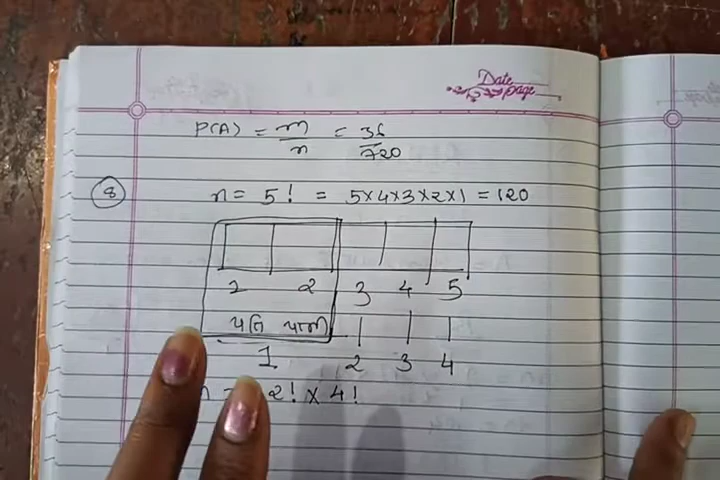 Date
Page
P(A) = m/n = 36/720
8 n = 5! = 5×4×3×2×1 = 120
1 2 3 4 5
पति पत्नी
1 2 3 4
= 2! × 4!